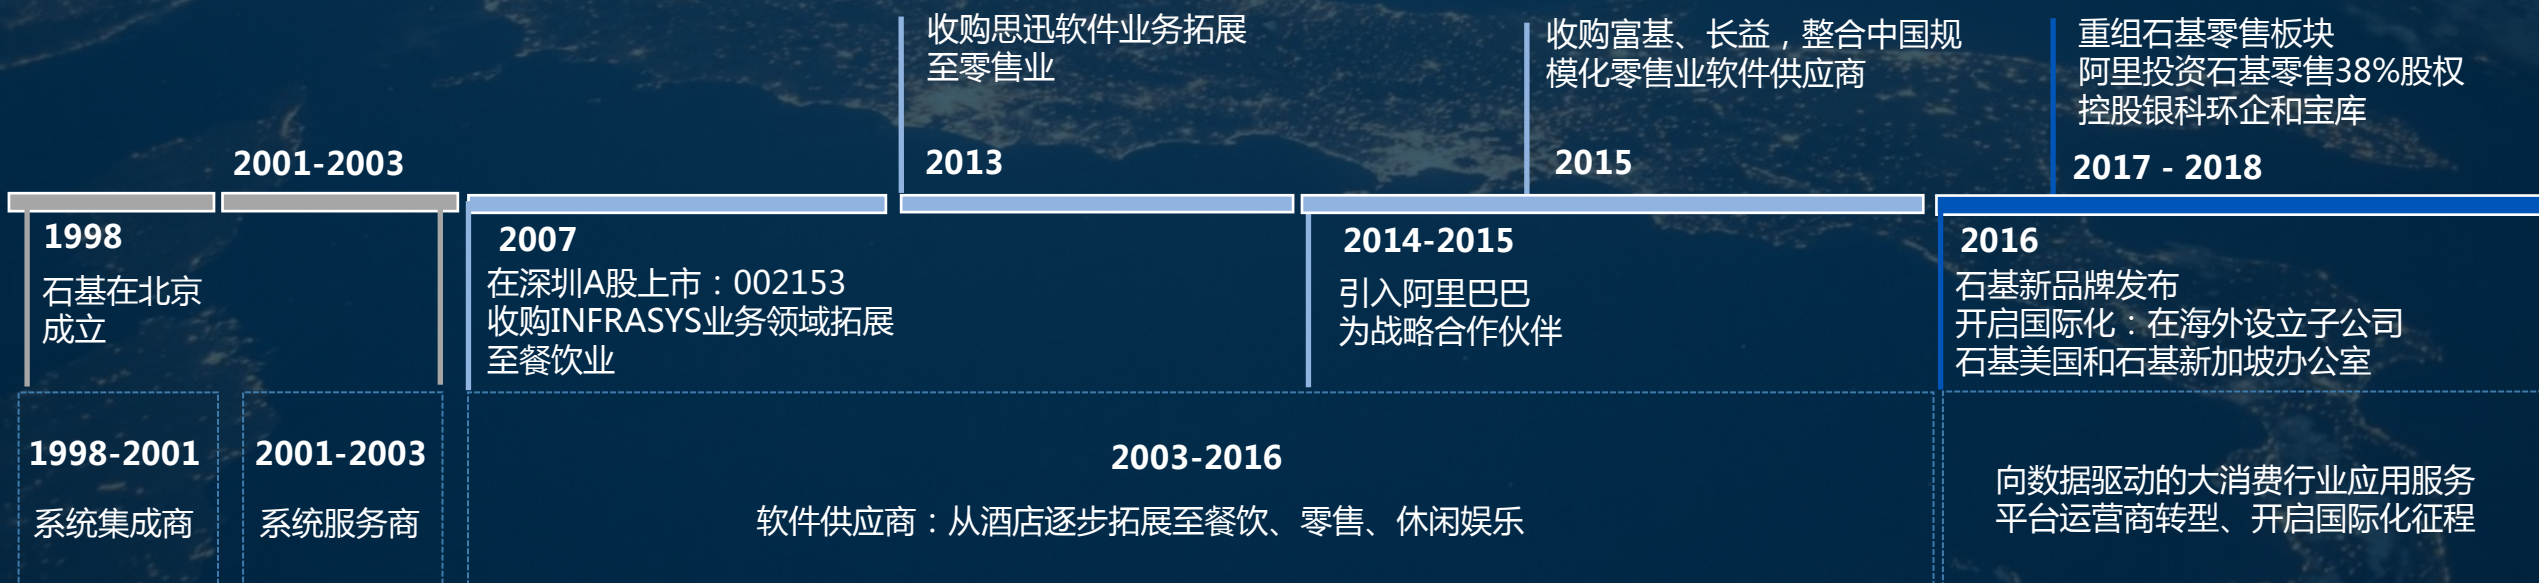 收购思迅软件业务拓展
至零售业
2013
收购富基、长益，整合中国规
模化零售业软件供应商
2015
重组石基零售板块
阿里投资石基零售38%股权
控股银科环企和宝库
2017 - 2018
2001-2003
1998
石基在北京
成立
2007
在深圳A股上市：002153
收购INFRASYS业务领域拓展
至餐饮业
2014-2015
引入阿里巴巴
为战略合作伙伴
2016
石基新品牌发布
开启国际化：在海外设立子公司
石基美国和石基新加坡办公室
1998-2001
系统集成商
2001-2003
系统服务商
2003-2016
软件供应商：从酒店逐步拓展至餐饮、零售、休闲娱乐
向数据驱动的大消费行业应用服务
平台运营商转型、开启国际化征程